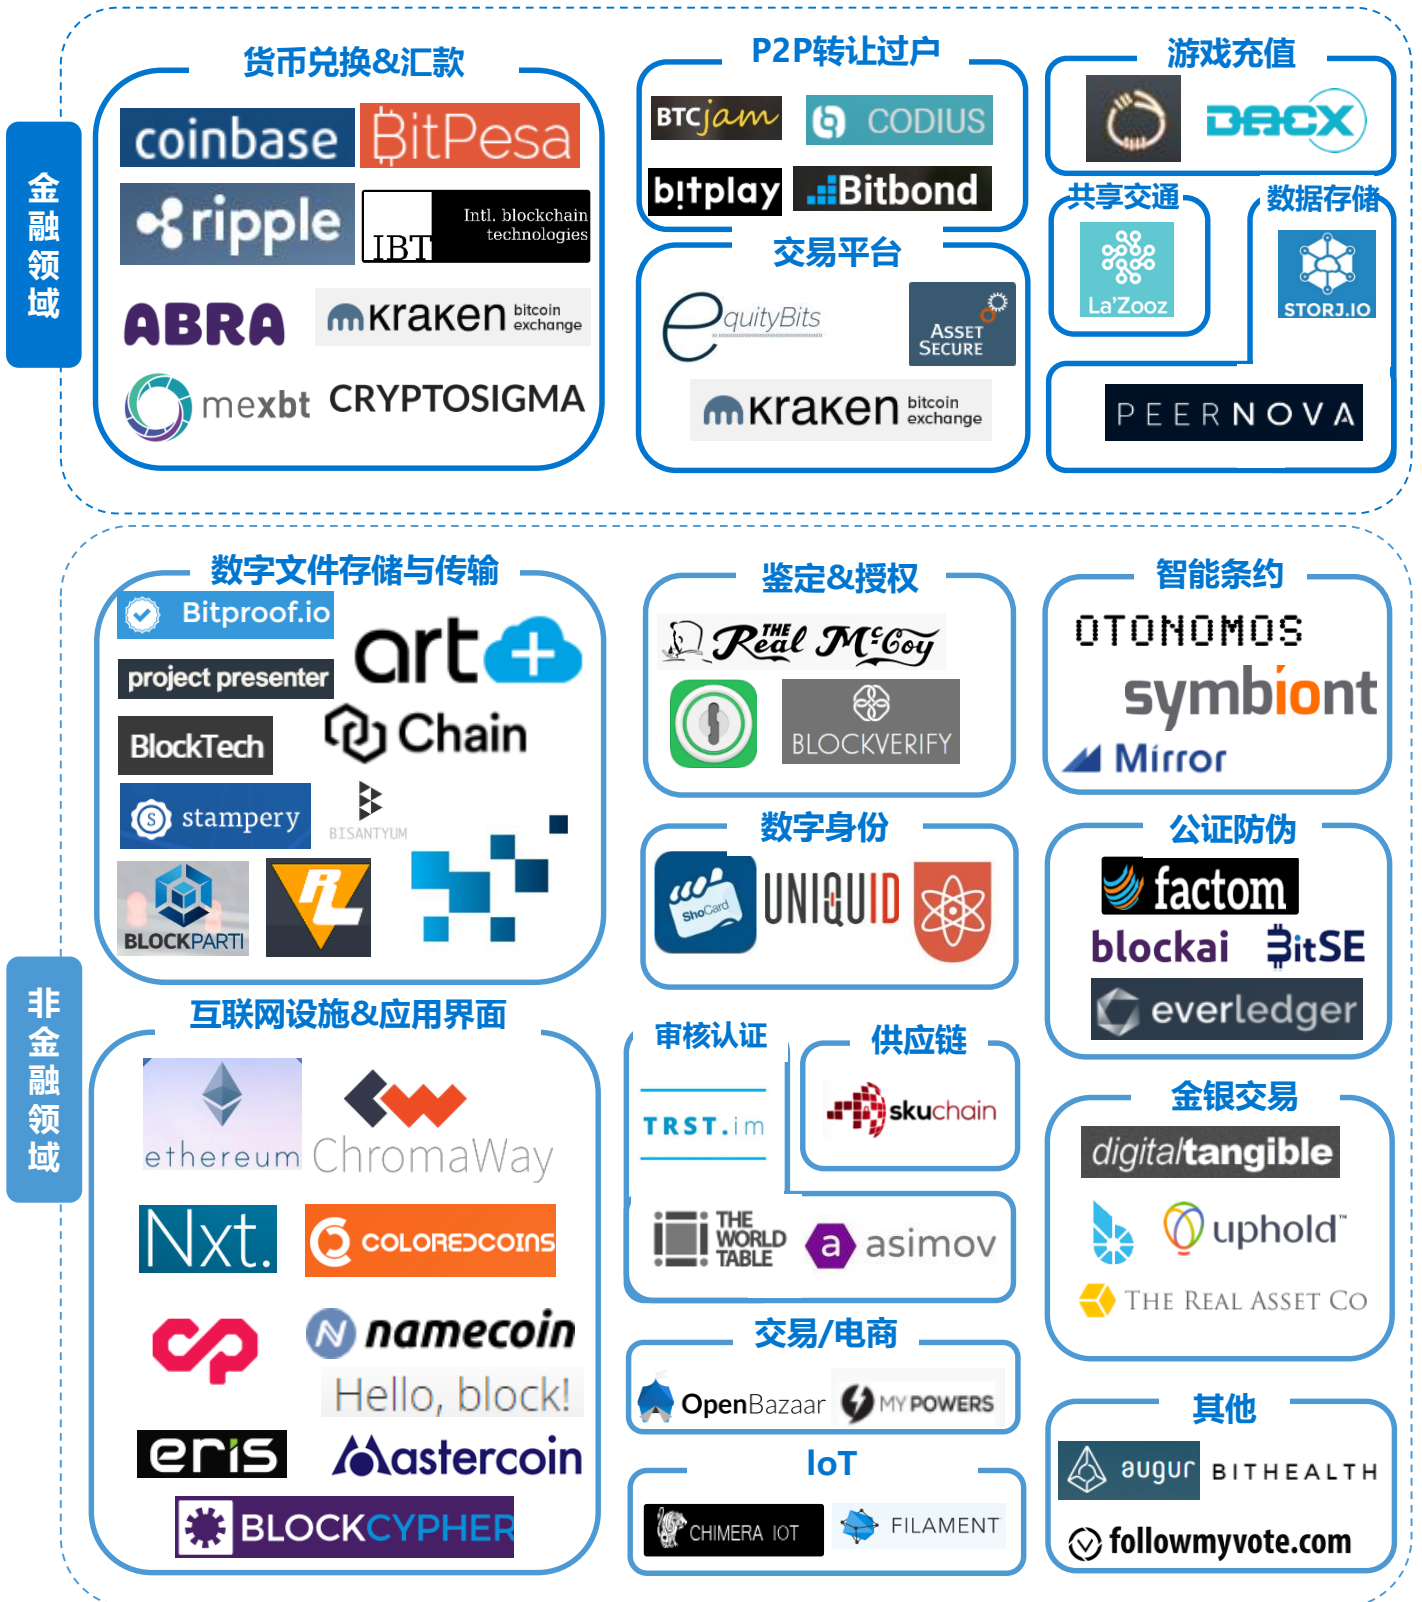 金融领域
货币兑换&汇款
coinbase
BitPesa
ripple
IBT
Intl. blockchain
technologies
ABRA
kraken bitcoin
exchange
mexbt
CRYPTOSIGMA
P2P转让过户
BTCjam
CODIUS
bitplay
Bitbond
交易平台
equityBits
ASSET
SECURE
kraken bitcoin
exchange
游戏充值
DACX
共享交通
La'Zooz
数据存储
STORJ.IO
PEERNOVA
非金融领域
数字文件存储与传输
Bitproof.io
art+
project presenter
BlockTech
Chain
stampery
BISANTYUM
BLOCKPARTI
RL
互联网设施&应用界面
ethereum
ChromaWay
Nxt.
COLOREDCOINS
cp
namecoin
Hello, block!
eris
Mastercoin
BLOCKCYPHER
鉴定&授权
THE
Real McCoy
BLOCKVERIFY
数字身份
ShoCard
UNIQUID
审核认证
TRST.im
THE
WORLD
TABLE
a asimov
供应链
skuchain
交易/电商
OpenBazaar
MY POWERS
IoT
CHIMERA IOT
FILAMENT
智能条约
OTONOMOS
symbiont
Mirror
公证防伪
factom
blockai
BitSE
everledger
金银交易
digitaltangible
uphold™
THE REAL ASSET CO
其他
augur
BITHEALTH
followmyvote.com